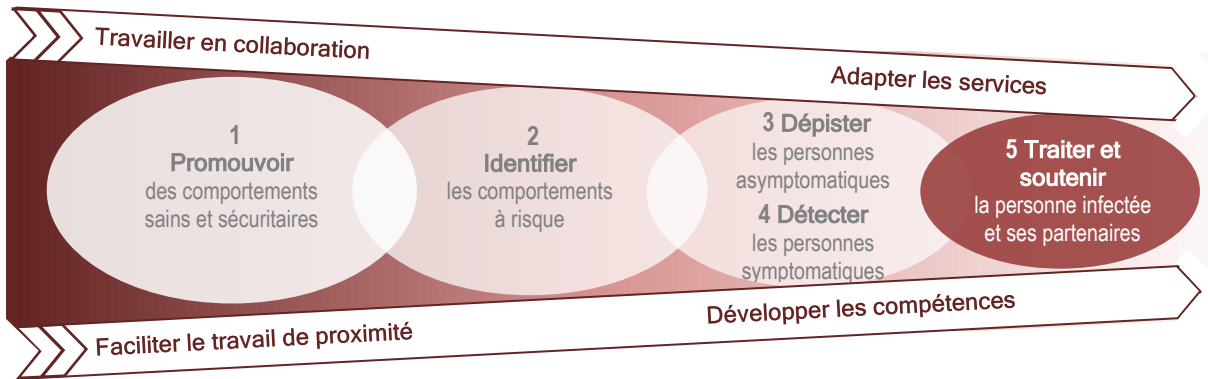 Travailler en collaboration
Adapter les services
1
Promouvoir
des comportements
sains et sécuritaires
2
Identifier
les comportements
à risque
3 Dépister
les personnes
asymptomatiques
4 Détecter
les personnes
symptomatiques
5 Traiter et
soutenir
la personne infectée
et ses partenaires
Faciliter le travail de proximité
Développer les compétences